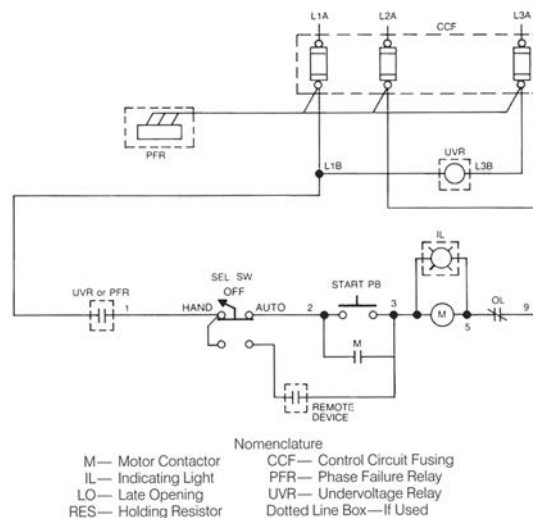 L1A L2A L3A
CCF
PFR
L1B UVR L3B
IL
SEL SW
OFF
START PB
UVR or PFR
1 HAND AUTO 2 3 M 5 OL 9
M
REMOTE
DEVICE
Nomenclature
M— Motor Contactor CCF— Control Circuit Fusing
IL— Indicating Light PFR— Phase Failure Relay
LO— Late Opening UVR— Undervoltage Relay
RES— Holding Resistor Dotted Line Box—If Used